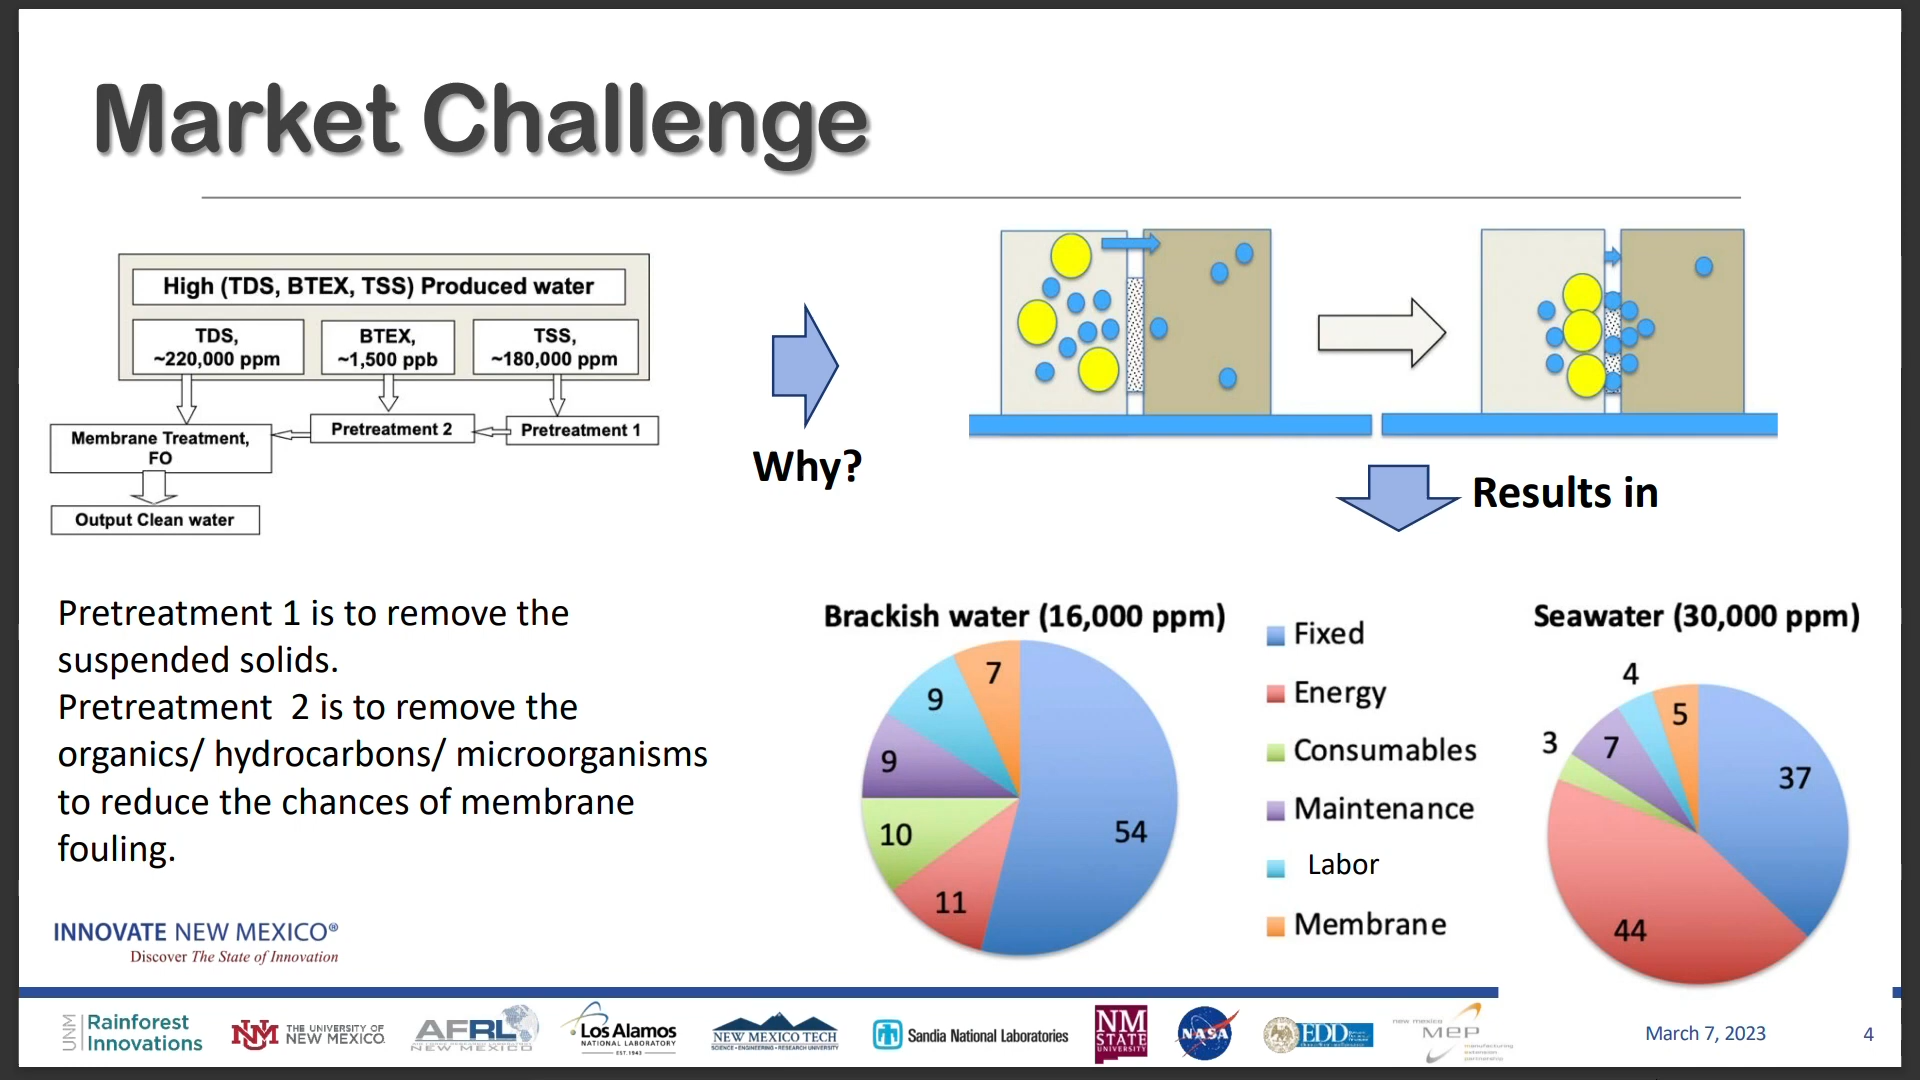 Market Challenge
High (TDS, BTEX, TSS) Produced water
TDS,
~220,000 ppm
BTEX,
~1,500 ppb
TSS,
~180,000 ppm
Membrane Treatment,
FO
Pretreatment 2
Pretreatment 1
Output Clean water
Why?
Results in
Pretreatment 1 is to remove the
suspended solids.
Pretreatment  2 is to remove the
organics/ hydrocarbons/ microorganisms
to reduce the chances of membrane
fouling.
Brackish water (16,000 ppm)
7
9
9
10
11
54
Fixed
Energy
Consumables
Maintenance
Labor
Membrane
Seawater (30,000 ppm)
4
5
3
7
37
44
INNOVATE NEW MEXICO®
Discover The State of Innovation
UNM
Rainforest
Innovations
NM
THE UNIVERSITY OF
NEW MEXICO
AFRL
NEW MEXICO
Los Alamos
NATIONAL LABORATORY
EST. 1943
NEW MEXICO TECH
SCIENCE • ENGINEERING • RESEARCH UNIVERSITY
Sandia National Laboratories
NM
STATE
UNIVERSITY
NASA
EDD
new mexico
MEP
manufacturing
extension
partnership
March 7, 2023
4